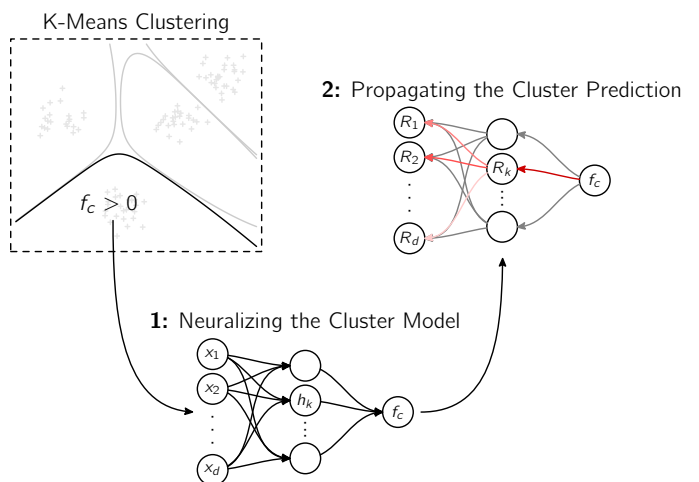 K-Means Clustering
f_c > 0
2: Propagating the Cluster Prediction
R_1
R_2
R_k
f_c
R_d
1: Neuralizing the Cluster Model
x_1
x_2
h_k
f_c
x_d